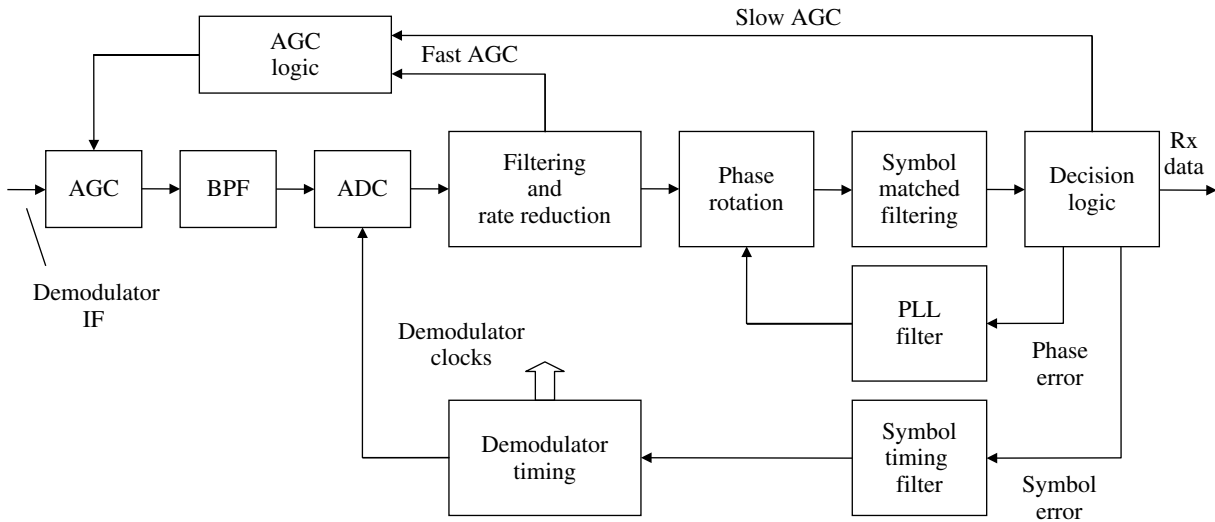 Slow AGC
AGC
logic
Fast AGC
AGC
BPF
ADC
Filtering
and
rate reduction
Phase
rotation
Symbol
matched
filtering
Decision
logic
Rx
data
Demodulator
IF
Demodulator
clocks
PLL
filter
Phase
error
Demodulator
timing
Symbol
timing
filter
Symbol
error